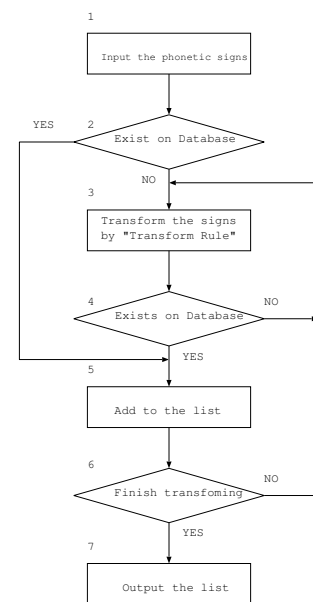 1
Input the phonetic signs
YES
2
Exist on Database
NO
3
Transform the signs
by "Transform Rule"
4
NO
Exists on Database
YES
5
Add to the list
6
NO
Finish transfoming
YES
7
Output the list